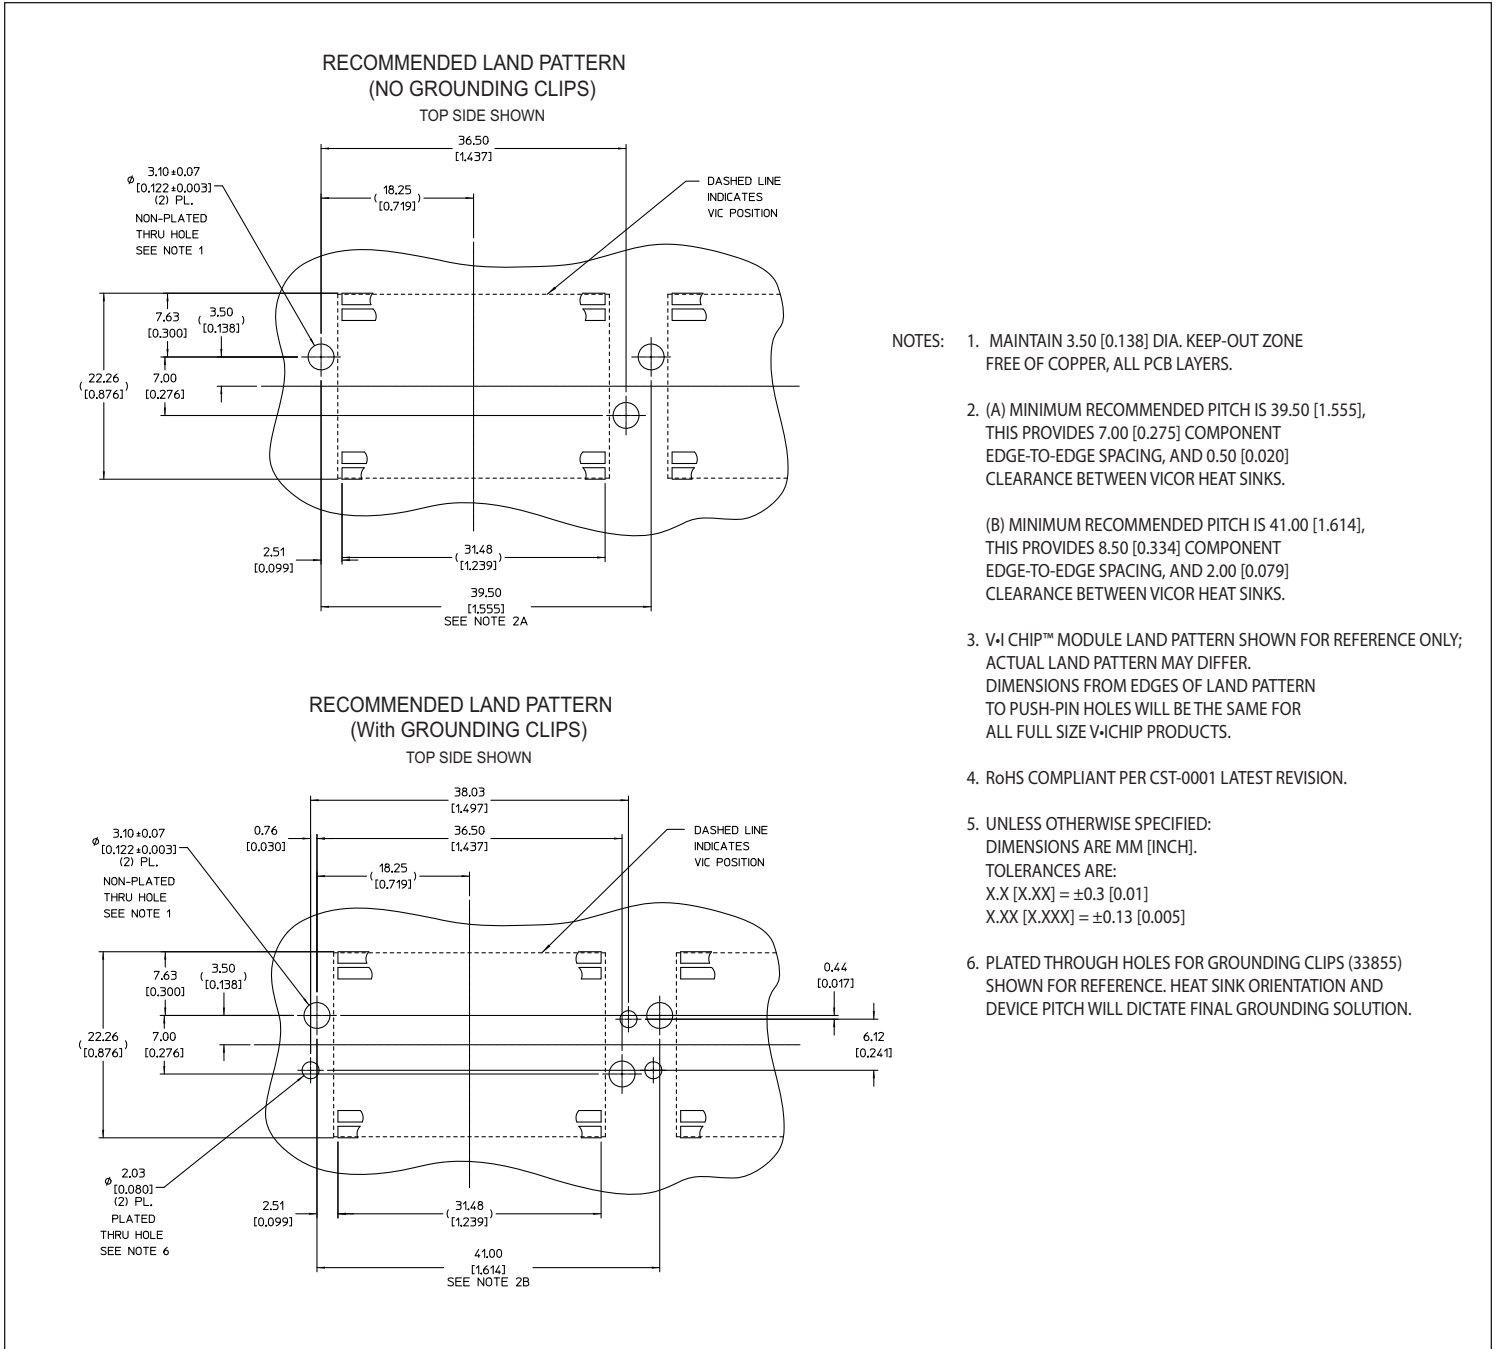 RECOMMENDED LAND PATTERN
(NO GROUNDING CLIPS)
TOP SIDE SHOWN
36.50
[1.437]
18.25
[0.719]
ø 3.10±0.07
[0.122±0.003]
(2) PL.
NON-PLATED
THRU HOLE
SEE NOTE 1
DASHED LINE
INDICATES
VIC POSITION
7.63
[0.300]
(3.50)
[0.138]
(22.26)
[0.876]
7.00
[0.276]
2.51
[0.099]
(31.48)
[1.239]
39.50
[1.555]
SEE NOTE 2A
RECOMMENDED LAND PATTERN
(With GROUNDING CLIPS)
TOP SIDE SHOWN
38.03
[1.497]
0.76
[0.030]
36.50
[1.437]
18.25
[0.719]
ø 3.10±0.07
[0.122±0.003]
(2) PL.
NON-PLATED
THRU HOLE
SEE NOTE 1
DASHED LINE
INDICATES
VIC POSITION
7.63
[0.300]
(3.50)
[0.138]
(22.26)
[0.876]
7.00
[0.276]
0.44
[0.017]
6.12
[0.241]
ø 2.03
[0.080]
(2) PL.
PLATED
THRU HOLE
SEE NOTE 6
2.51
[0.099]
(31.48)
[1.239]
41.00
[1.614]
SEE NOTE 2B
NOTES: 1. MAINTAIN 3.50 [0.138] DIA. KEEP-OUT ZONE
FREE OF COPPER, ALL PCB LAYERS.
2. (A) MINIMUM RECOMMENDED PITCH IS 39.50 [1.555],
THIS PROVIDES 7.00 [0.275] COMPONENT
EDGE-TO-EDGE SPACING, AND 0.50 [0.020]
CLEARANCE BETWEEN VICOR HEAT SINKS.
(B) MINIMUM RECOMMENDED PITCH IS 41.00 [1.614],
THIS PROVIDES 8.50 [0.334] COMPONENT
EDGE-TO-EDGE SPACING, AND 2.00 [0.079]
CLEARANCE BETWEEN VICOR HEAT SINKS.
3. V•I CHIP™ MODULE LAND PATTERN SHOWN FOR REFERENCE ONLY;
ACTUAL LAND PATTERN MAY DIFFER.
DIMENSIONS FROM EDGES OF LAND PATTERN
TO PUSH-PIN HOLES WILL BE THE SAME FOR
ALL FULL SIZE V•ICHIP PRODUCTS.
4. RoHS COMPLIANT PER CST-0001 LATEST REVISION.
5. UNLESS OTHERWISE SPECIFIED:
DIMENSIONS ARE MM [INCH].
TOLERANCES ARE:
X.X [X.XX] = ±0.3 [0.01]
X.XX [X.XXX] = ±0.13 [0.005]
6. PLATED THROUGH HOLES FOR GROUNDING CLIPS (33855)
SHOWN FOR REFERENCE. HEAT SINK ORIENTATION AND
DEVICE PITCH WILL DICTATE FINAL GROUNDING SOLUTION.